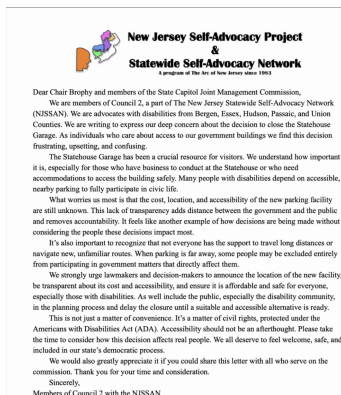 New Jersey Self-Advocacy Project
&
Statewide Self-Advocacy Network
A program of The Arc of New Jersey since 1983
Dear Chair Brophy and members of the State Capitol Joint Management Commission,
We are members of Council 2, a part of The New Jersey Statewide Self-Advocacy Network
(NJSSAN). We are advocates with disabilities from Bergen, Essex, Hudson, Passaic, and Union
Counties. We are writing to express our deep concern about the decision to close the Statehouse
Garage. As individuals who care about access to our government buildings we find this decision
frustrating, upsetting, and confusing.
The Statehouse Garage has been a crucial resource for visitors. We understand how important
it is, especially for those who have business to conduct at the Statehouse or who need
accommodations to access the building safely. Many people with disabilities depend on accessible,
nearby parking to fully participate in civic life.
What worries us most is that the cost, location, and accessibility of the new parking facility
are still unknown. This lack of transparency adds distance between the government and the public
and removes accountability. It feels like another example of how decisions are being made without
considering the people these decisions impact most.
It's also important to recognize that not everyone has the support to travel long distances or
navigate new, unfamiliar routes. When parking is far away, some people may be excluded entirely
from participating in government matters that directly affect them.
We strongly urge lawmakers and decision-makers to announce the location of the new facility,
be transparent about its cost and accessibility, and ensure it is affordable and safe for everyone,
especially those with disabilities. As well include the public, especially the disability community,
in the planning process and delay the closure until a suitable and accessible alternative is ready.
This is not just a matter of convenience. It's a matter of civil rights, protected under the
Americans with Disabilities Act (ADA). Accessibility should not be an afterthought. Please take
the time to consider how this decision affects real people. We all deserve to feel welcome, safe, and
included in our state's democratic process.
We would also greatly appreciate it if you could share this letter with all who serve on the
commission. Thank you for your time and consideration.
Sincerely,
Members of Council 2 with the NJSSAN